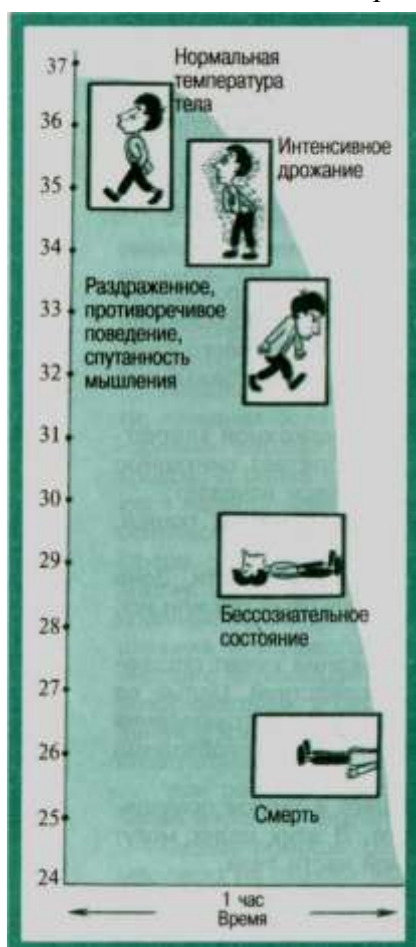 37
Нормальная
температура
тела
36
Интенсивное
дрожание
35
34
Раздраженное,
противоречивое
поведение,
спутанность
мышления
33
32
31
30
29
Бессознательное
состояние
28
27
26
Смерть
25
24
1 час
Время